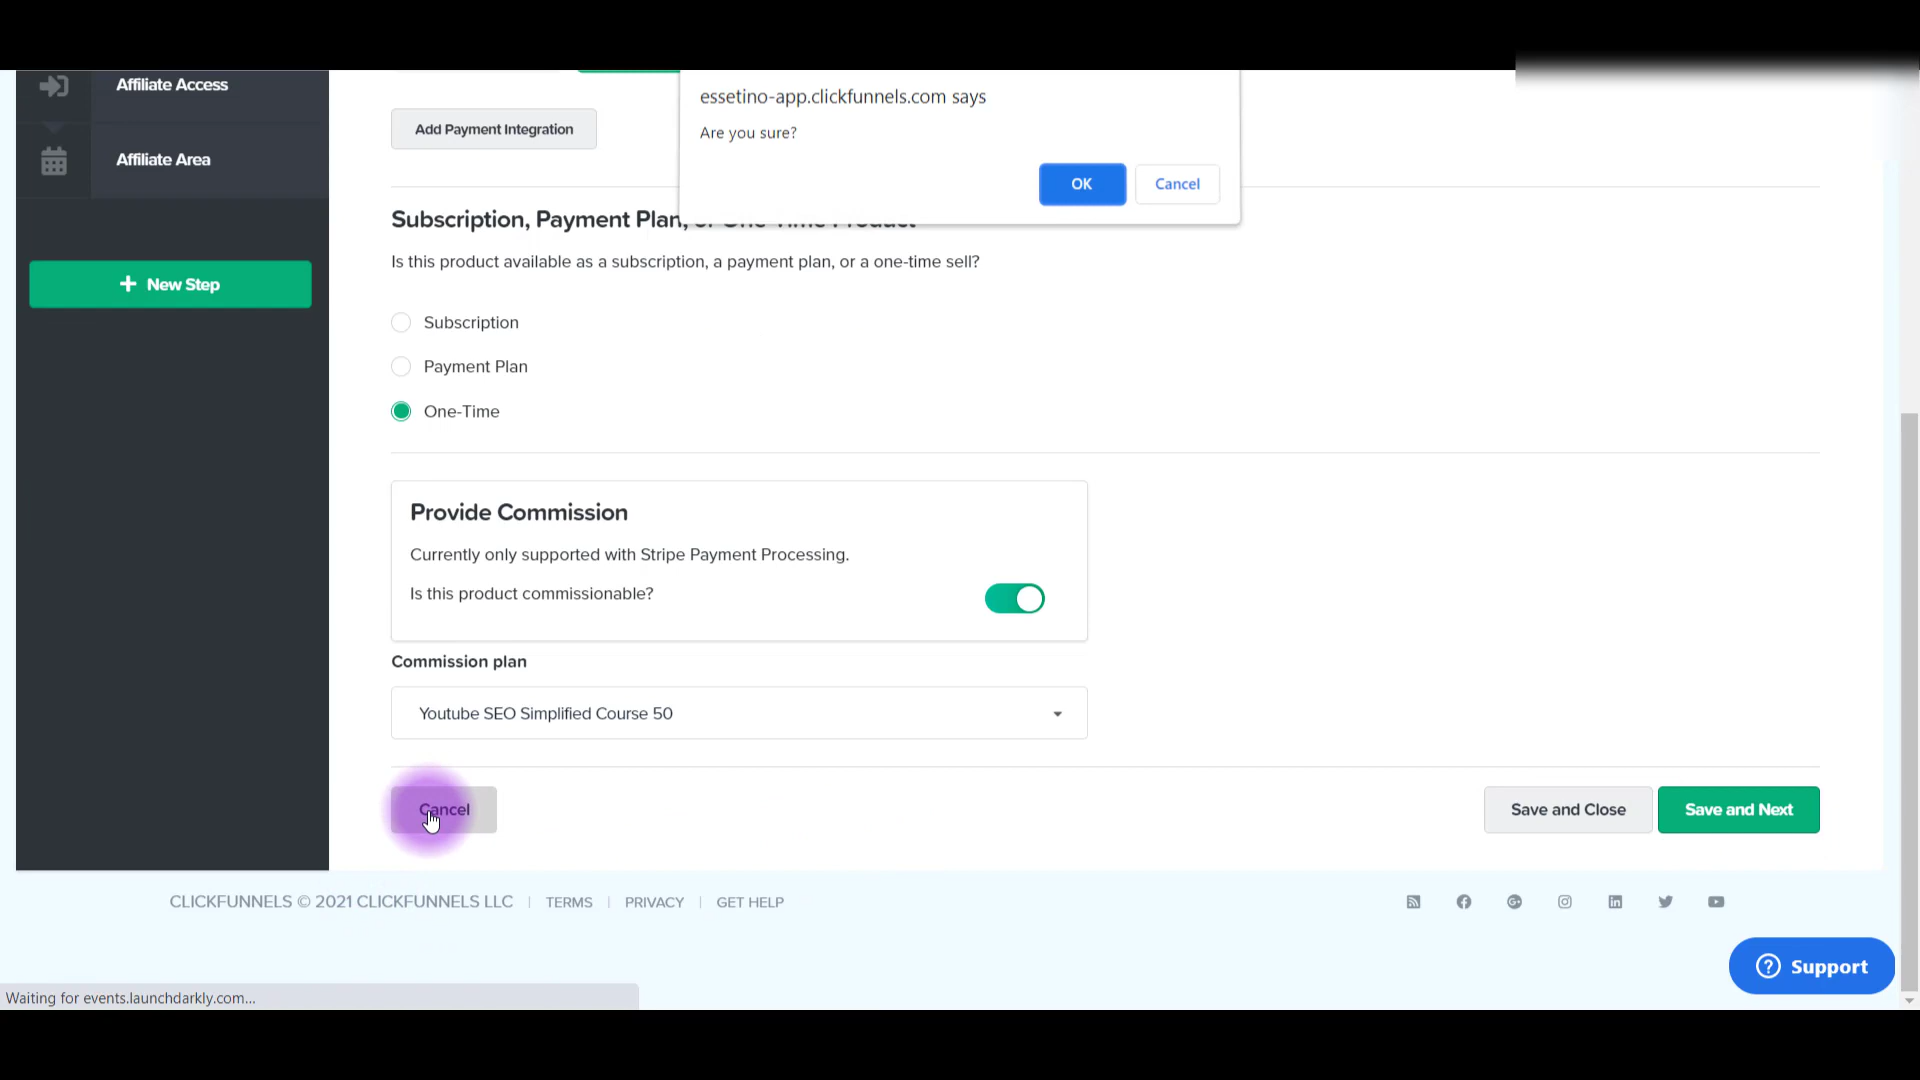 Affiliate Access
Affiliate Area
New Step
Add Payment Integration
essetino-app.clickfunnels.com says
Are you sure?
OK
Cancel
Subscription, Payment Plan, or One-Time Product
Is this product available as a subscription, a payment plan, or a one-time sell?
Subscription
Payment Plan
One-Time
Provide Commission
Currently only supported with Stripe Payment Processing.
Is this product commissionable?
Commission plan
Youtube SEO Simplified Course 50
Cancel
Save and Close
Save and Next
CLICKFUNNELS © 2021 CLICKFUNNELS LLC | TERMS | PRIVACY | GET HELP
Support
Waiting for events.launchdarkly.com...